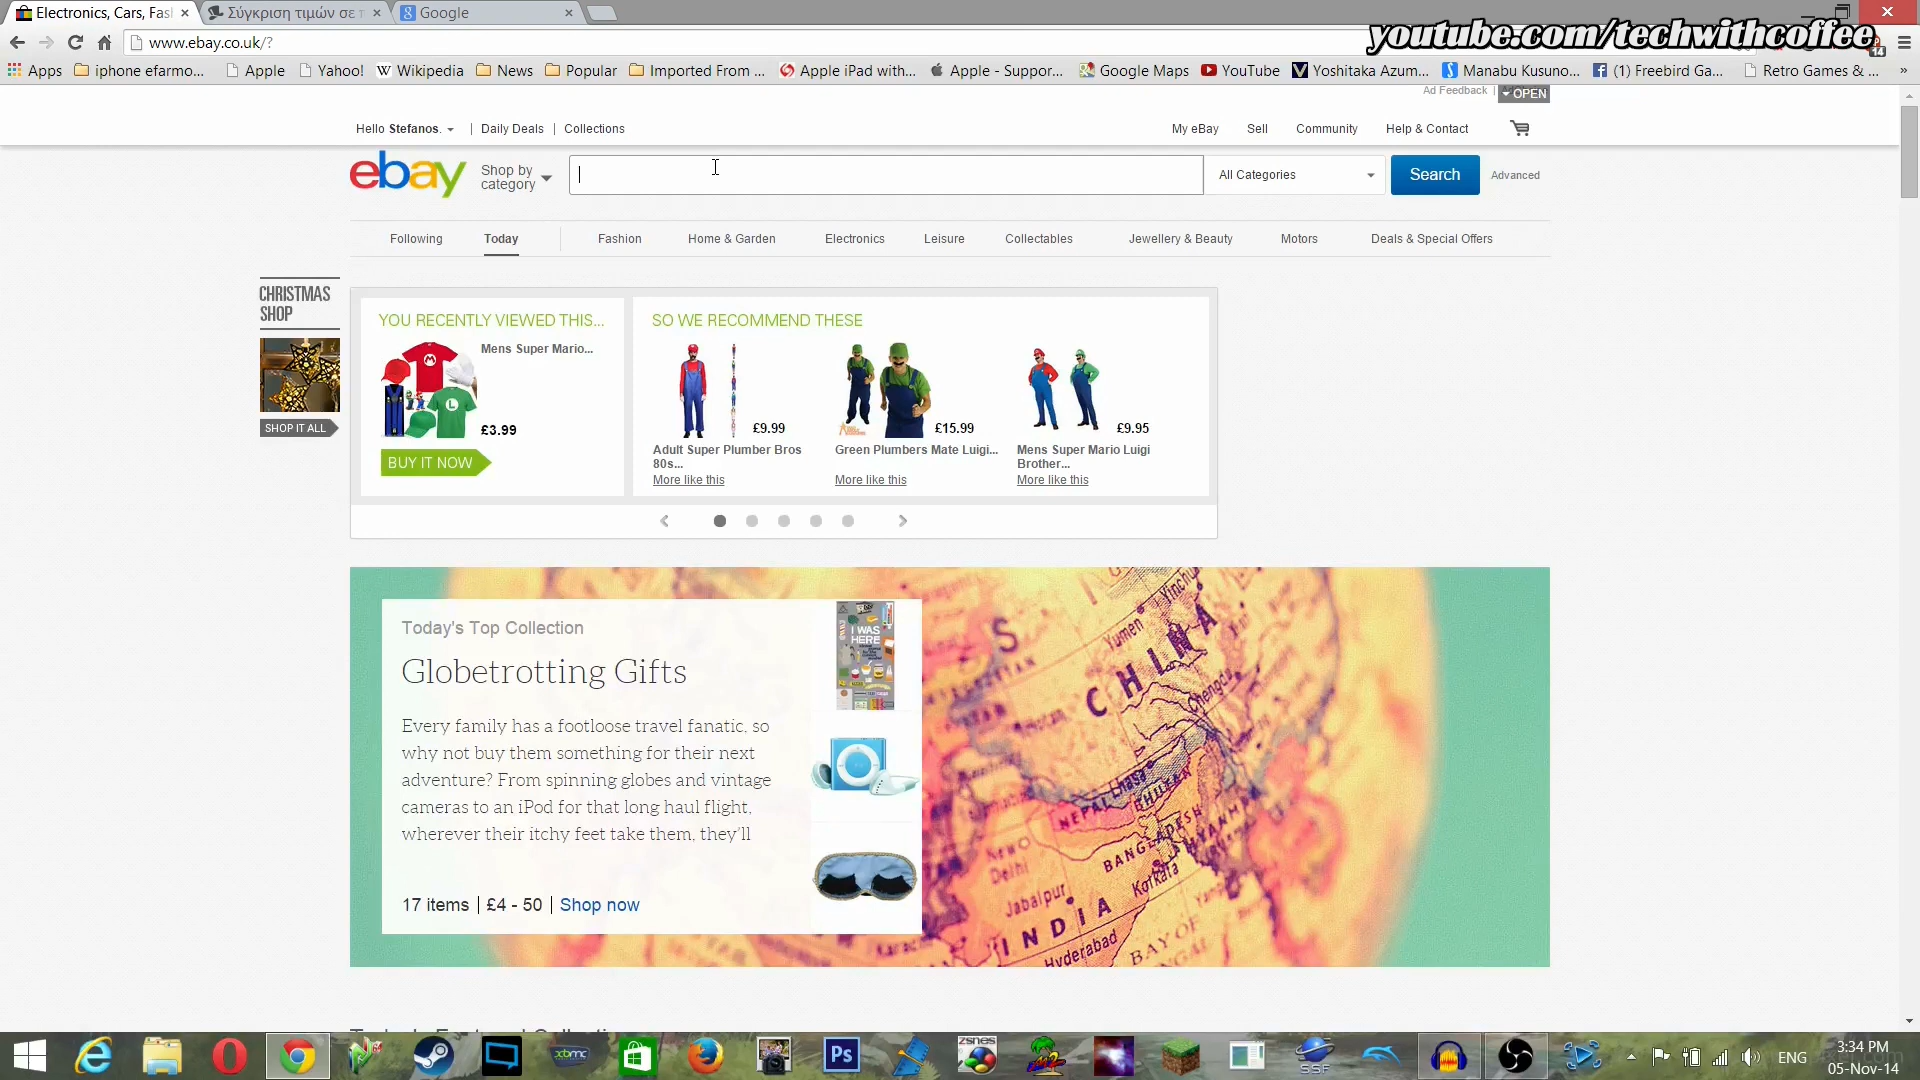 Electronics, Cars, Fas
Σύγκριση τιμών σε π
Google
youtube.com/techwithcoffee
www.ebay.co.uk/?
14
Apps
iphone efarmo...
Apple
Yahoo!
Wikipedia
News
Popular
Imported From ...
Apple iPad with...
Apple - Suppor...
Google Maps
YouTube
Yoshitaka Azum...
Manabu Kusuno...
(1) Freebird Ga...
Retro Games & ...
»
Ad Feedback |
OPEN
Hello Stefanos. | Daily Deals | Collections
My eBay Sell Community Help & Contact
ebay
Shop by
category
All Categories
Search
Advanced
Following Today Fashion Home & Garden Electronics Leisure Collectables Jewellery & Beauty Motors Deals & Special Offers
CHRISTMAS
SHOP
SHOP IT ALL
YOU RECENTLY VIEWED THIS...
Mens Super Mario...
£3.99
BUY IT NOW
SO WE RECOMMEND THESE
£9.99
Adult Super Plumber Bros
80s...
More like this
£15.99
Green Plumbers Mate Luigi...
More like this
£9.95
Mens Super Mario Luigi
Brother...
More like this
Today's Top Collection
Globetrotting Gifts
Every family has a footloose travel fanatic, so
why not buy them something for their next
adventure? From spinning globes and vintage
cameras to an iPod for that long haul flight,
wherever their itchy feet take them, they'll
17 items | £4 - 50 | Shop now
I WAS
HERE
Yinchu
Yumen
CHINA
Chengdu
Lhasa
NEPAL
BHUTAN
BANGLADESH
NEW
DELHI
Jabalpur
Kolkata
INDIA
Hyderabad
BAY OF
xbmc
Ps
ZSNES
SSF
ENG
3:34 PM
05-Nov-14